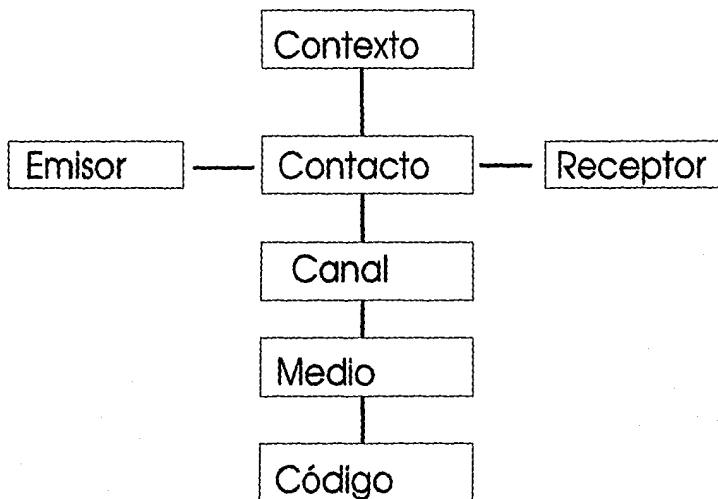 Contexto
Emisor
Contacto
Receptor
Canal
Medio
Código